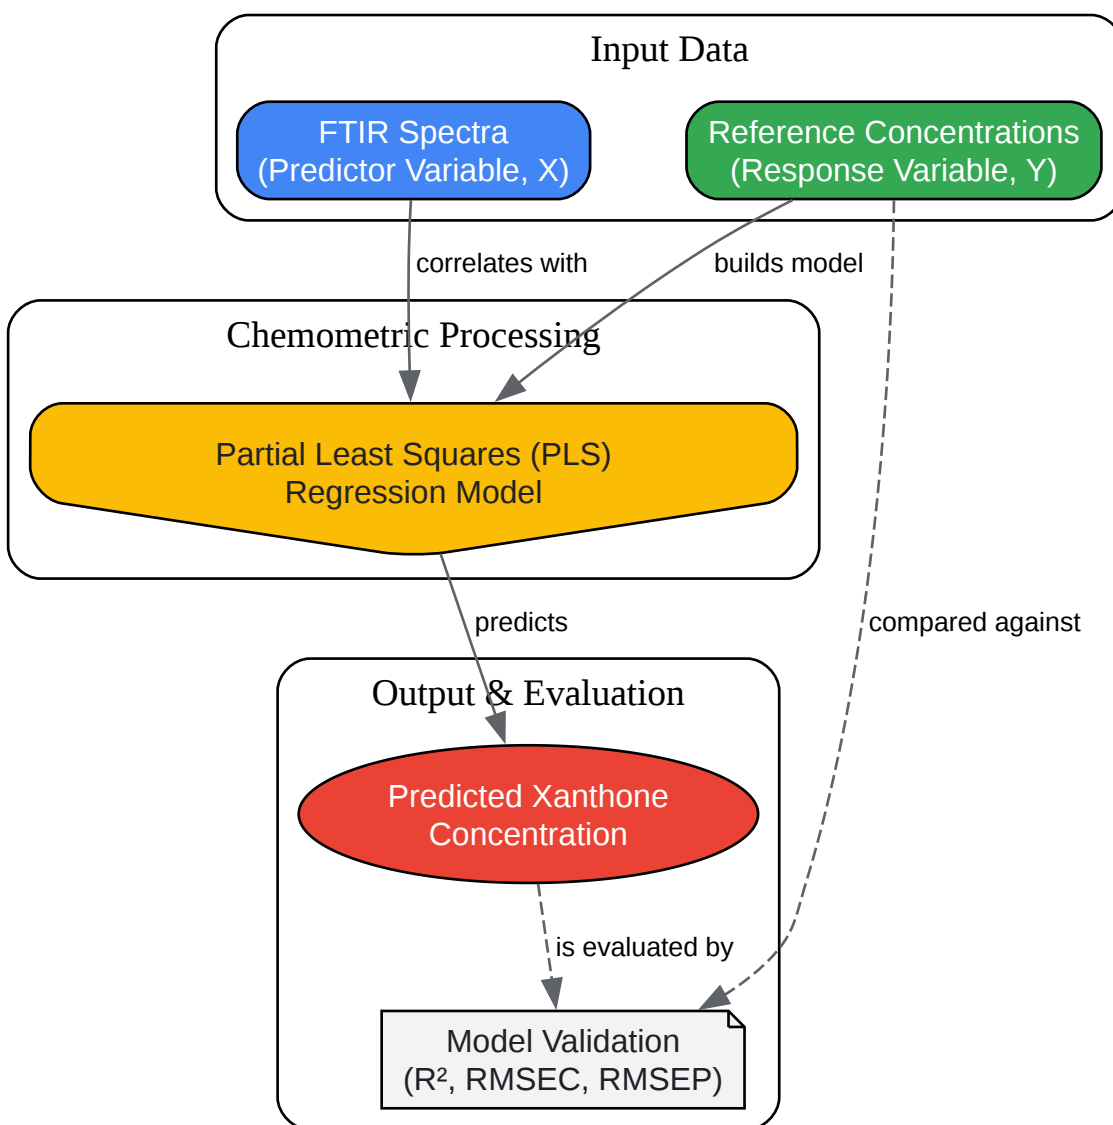 Input Data
FTIR Spectra
(Predictor Variable, X)
Reference Concentrations
(Response Variable, Y)
correlates with
builds model
Chemometric Processing
Partial Least Squares (PLS)
Regression Model
predicts
compared against
Output & Evaluation
Predicted Xanthone
Concentration
is evaluated by
Model Validation
(R², RMSEC, RMSEP)